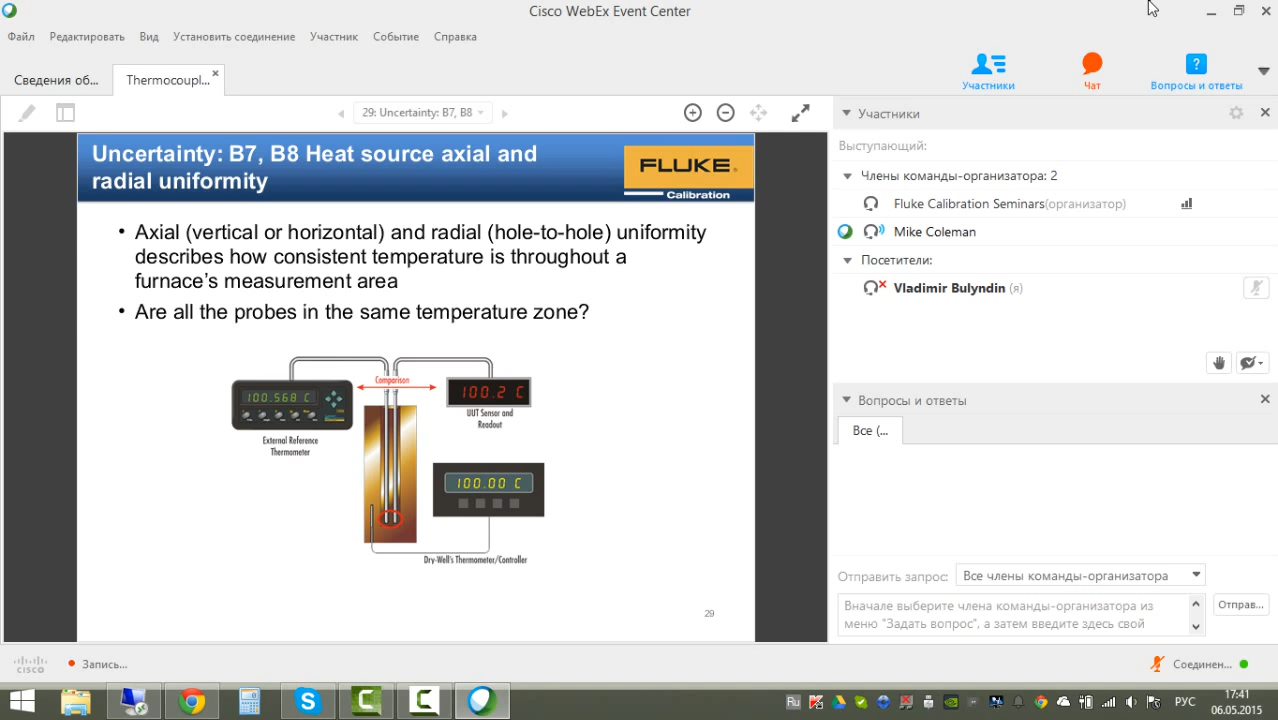 Cisco WebEx Event Center
Файл Редактировать Вид Установить соединение Участник Событие Справка
Сведения об... Thermocoupl...
Участники Чат Вопросы и ответы
29: Uncertainty: B7, B8
Uncertainty: B7, B8 Heat source axial and
radial uniformity
FLUKE®
Calibration
• Axial (vertical or horizontal) and radial (hole-to-hole) uniformity
describes how consistent temperature is throughout a
furnace's measurement area
• Are all the probes in the same temperature zone?
Comparison
100.568 C
100.2 C
External Reference
Thermometer
UUT Sensor and
Readout
100.00 C
Dry-Well's Thermometer/Controller
29
Участники
Выступающий:
Члены команды-организатора: 2
Fluke Calibration Seminars(организатор)
Mike Coleman
Посетители:
Vladimir Bulyndin (я)
Вопросы и ответы
Все (...
Отправить запрос: Все члены команды-организатора
Вначале выберите члена команды-организатора из
меню "Задать вопрос", а затем введите здесь свой
Отправ...
cisco
Запись...
Соединен...
Ru
РУС
17:41
06.05.2015